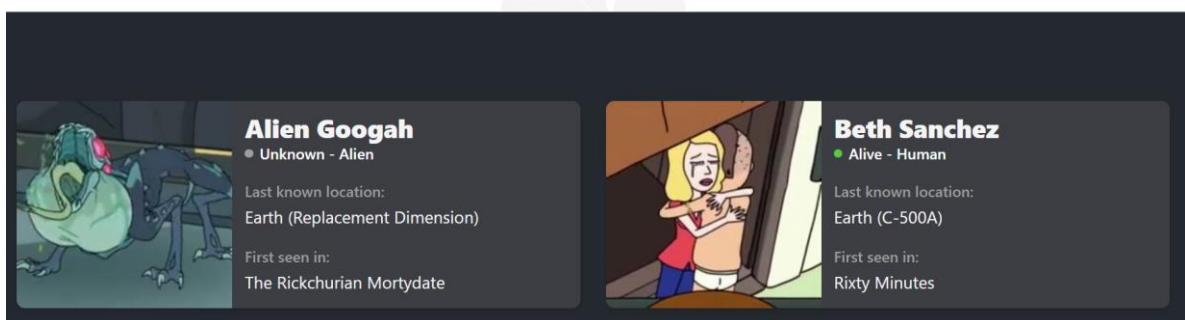 Alien Googah
Unknown - Alien
Last known location:
Earth (Replacement Dimension)
First seen in:
The Rickchurian Mortydate
Beth Sanchez
Alive - Human
Last known location:
Earth (C-500A)
First seen in:
Rixty Minutes